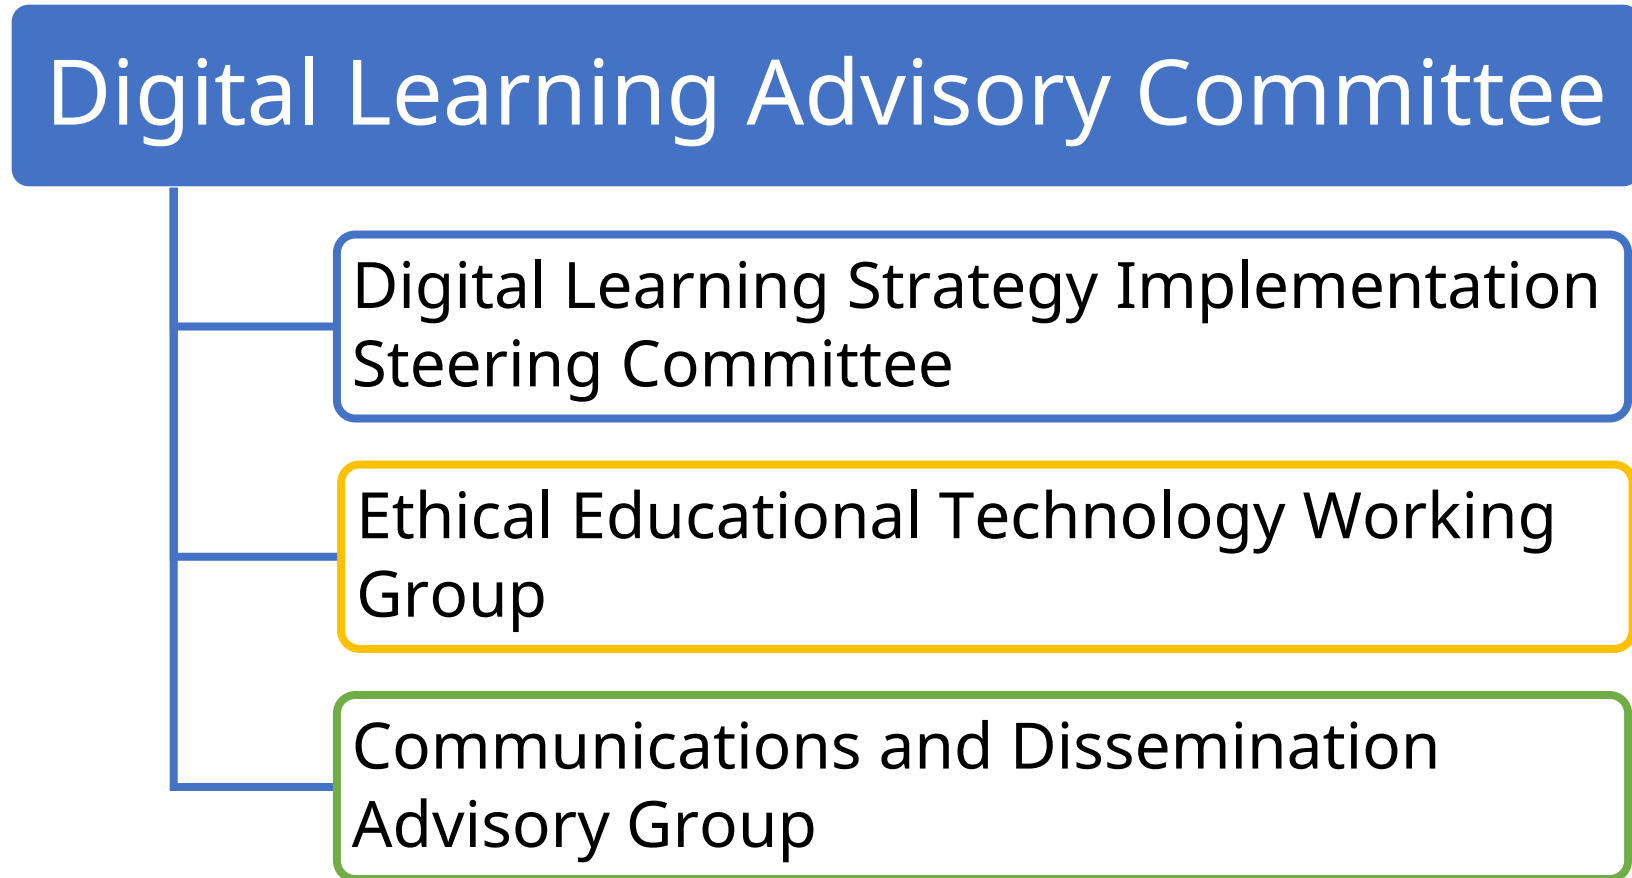 Digital Learning Advisory Committee
Digital Learning Strategy Implementation
Steering Committee
Ethical Educational Technology Working
Group
Communications and Dissemination
Advisory Group